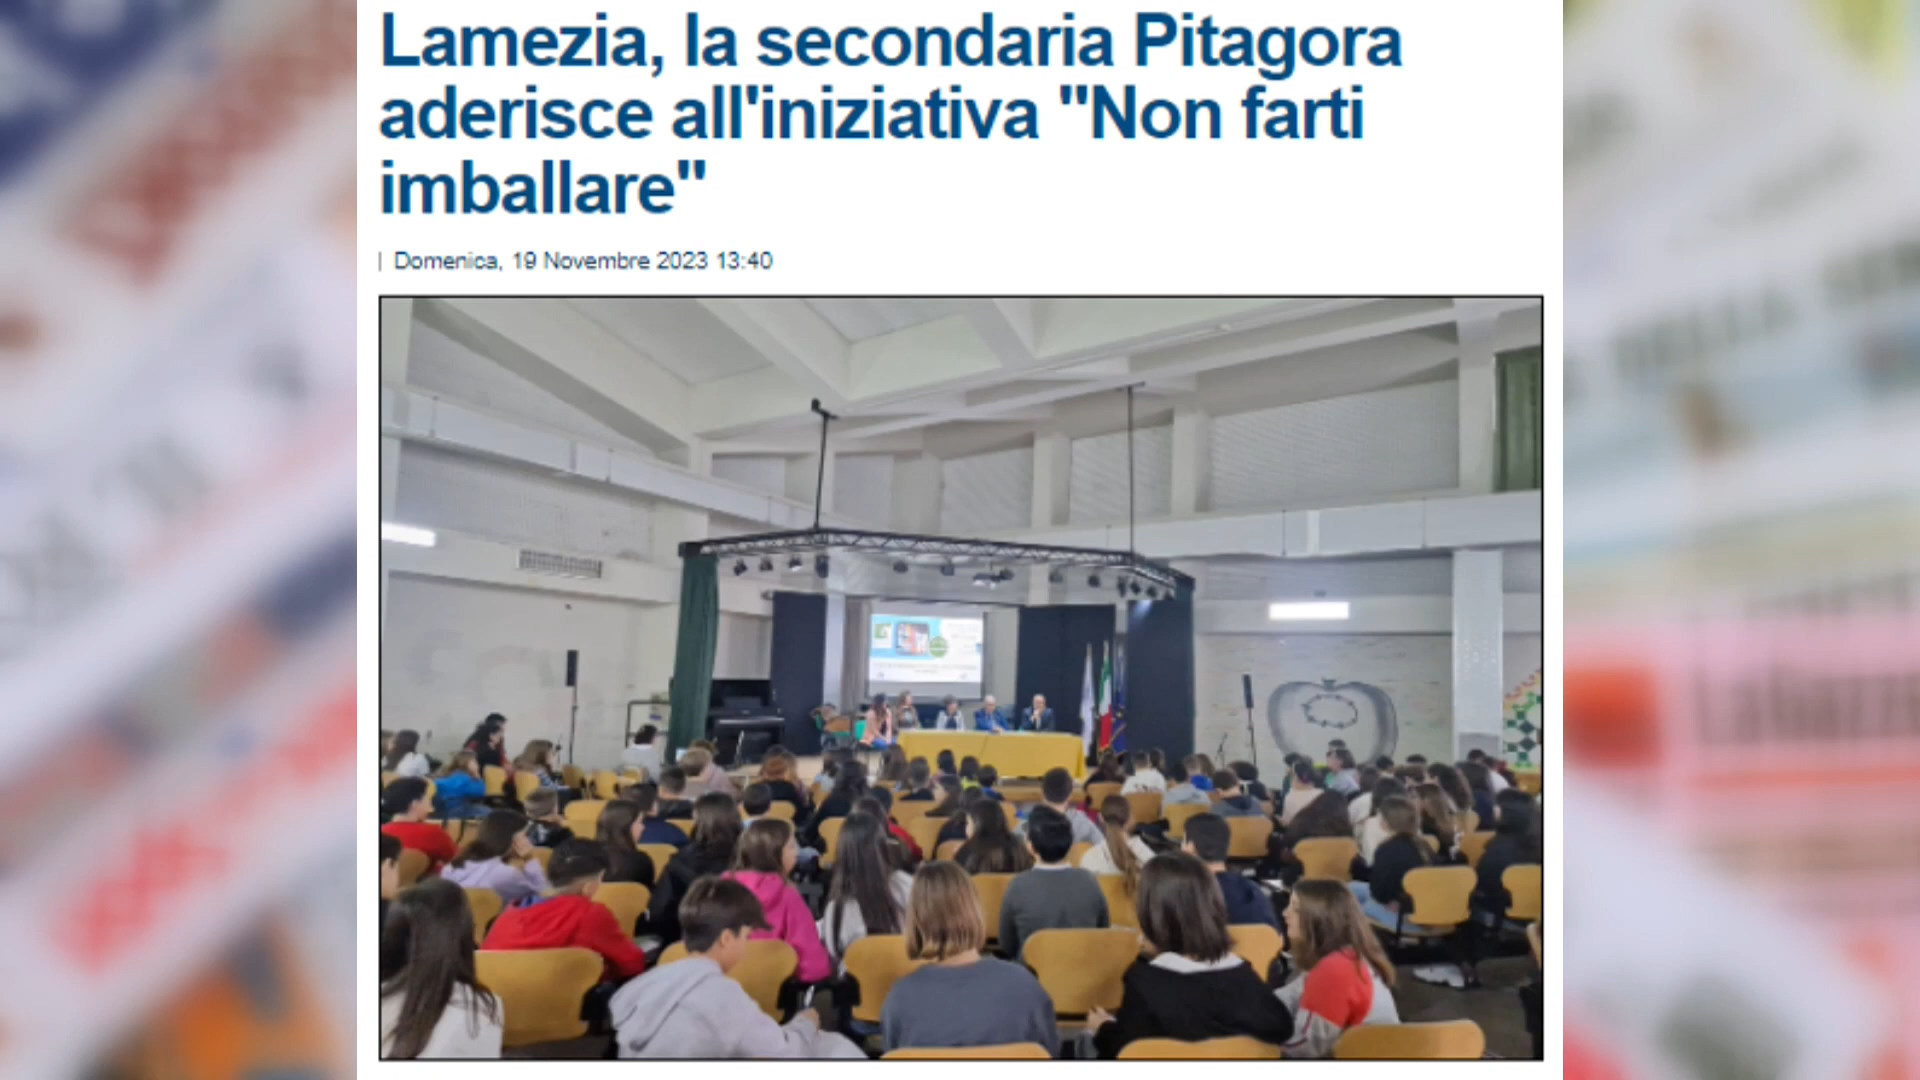 Lamezia, la secondaria Pitagora
aderisce all'iniziativa "Non farti
imballare"
| Domenica, 19 Novembre 2023 13:40